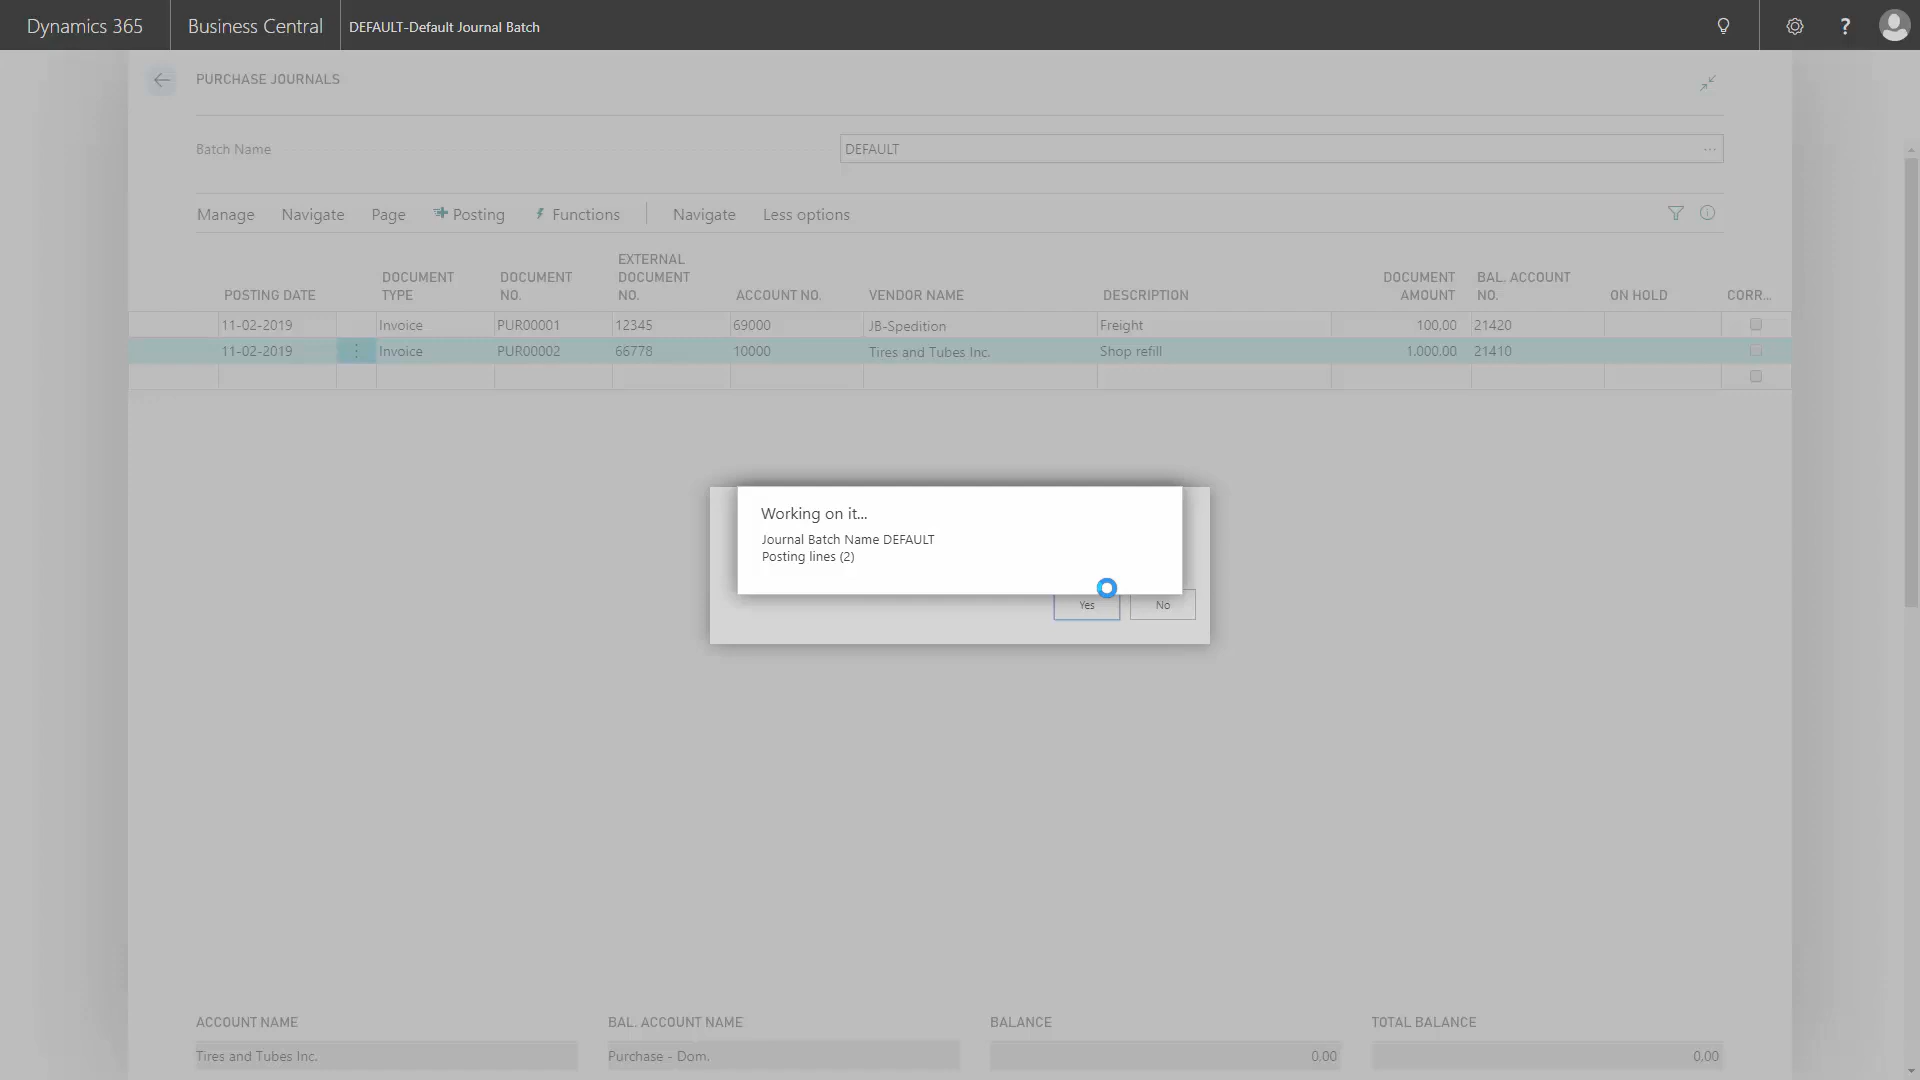 Dynamics 365 Business Central DEFAULT-Default Journal Batch ?
PURCHASE JOURNALS
Batch Name DEFAULT ...
Manage Navigate Page Posting Functions Navigate Less options
POSTING DATE DOCUMENT TYPE DOCUMENT NO. EXTERNAL DOCUMENT NO. ACCOUNT NO. VENDOR NAME DESCRIPTION DOCUMENT AMOUNT BAL. ACCOUNT NO. ON HOLD CORR...
11-02-2019 Invoice PUR00001 12345 69000 JB-Spedition Freight 100,00 21420
11-02-2019 Invoice PUR00002 66778 10000 Tires and Tubes Inc. Shop refill 1.000,00 21410
Working on it...
Journal Batch Name DEFAULT
Posting lines (2)
Yes No
ACCOUNT NAME BAL. ACCOUNT NAME BALANCE TOTAL BALANCE
Tires and Tubes Inc. Purchase - Dom. 0,00 0,00